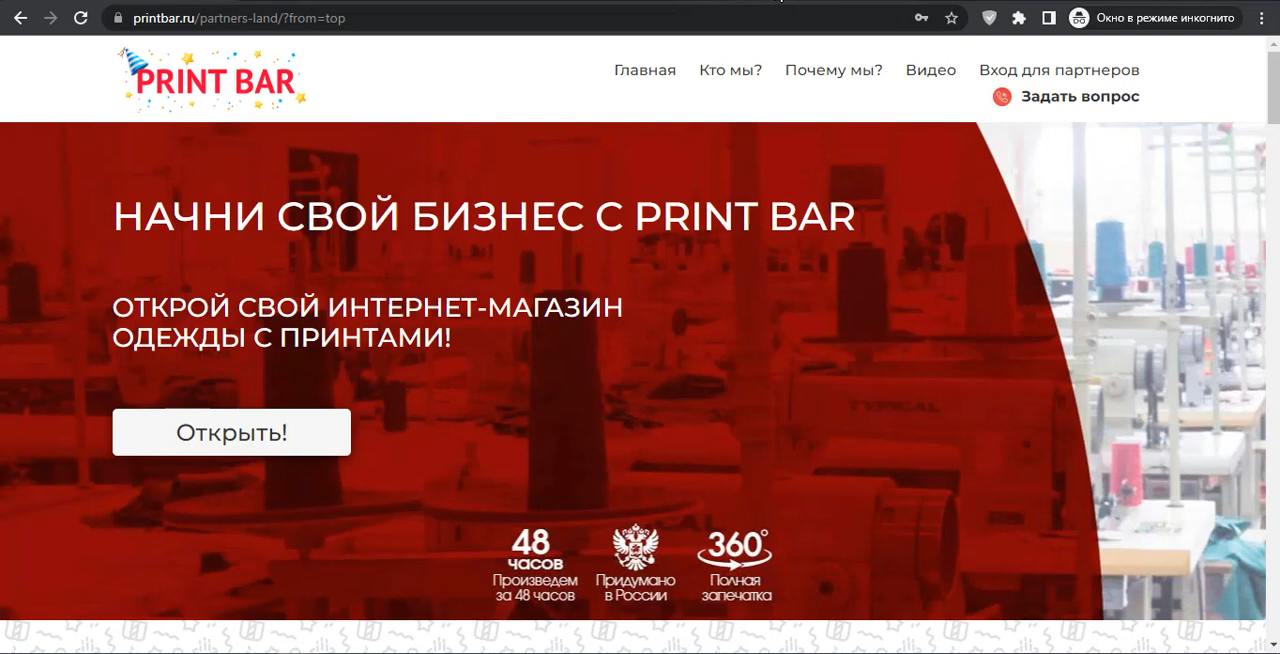 printbar.ru/partners-land/?from=top
Окно в режиме инкогнито
PRINT BAR
Главная Кто мы? Почему мы? Видео Вход для партнеров
Задать вопрос
НАЧНИ СВОЙ БИЗНЕС С PRINT BAR
ОТКРОЙ СВОЙ ИНТЕРНЕТ-МАГАЗИН
ОДЕЖДЫ С ПРИНТАМИ!
TYPICAL
Открыть!
48
часов
Произведем
за 48 часов
Придумано
в России
360°
Полная
запечатка